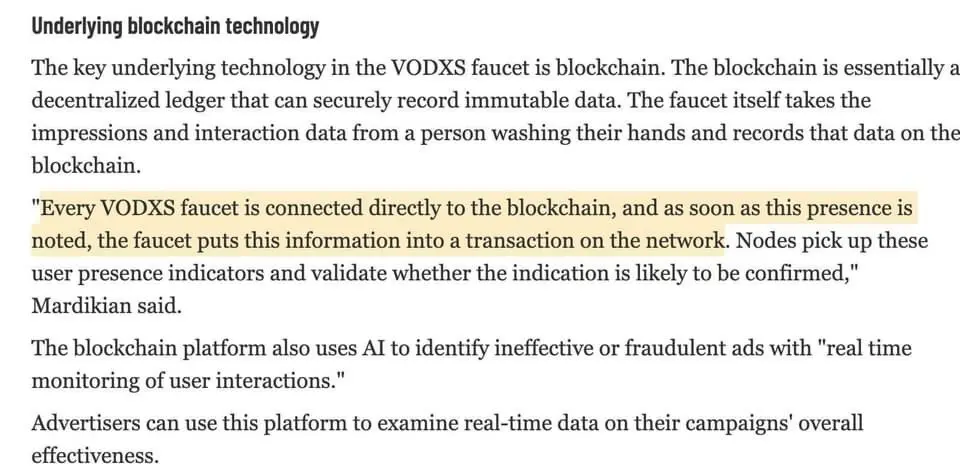 Underlying blockchain technology
The key underlying technology in the VODXS faucet is blockchain. The blockchain is essentially a
decentralized ledger that can securely record immutable data. The faucet itself takes the
impressions and interaction data from a person washing their hands and records that data on the
blockchain.
"Every VODXS faucet is connected directly to the blockchain, and as soon as this presence is
noted, the faucet puts this information into a transaction on the network. Nodes pick up these
user presence indicators and validate whether the indication is likely to be confirmed,"
Mardikian said.
The blockchain platform also uses AI to identify ineffective or fraudulent ads with "real time
monitoring of user interactions."
Advertisers can use this platform to examine real-time data on their campaigns' overall
effectiveness.